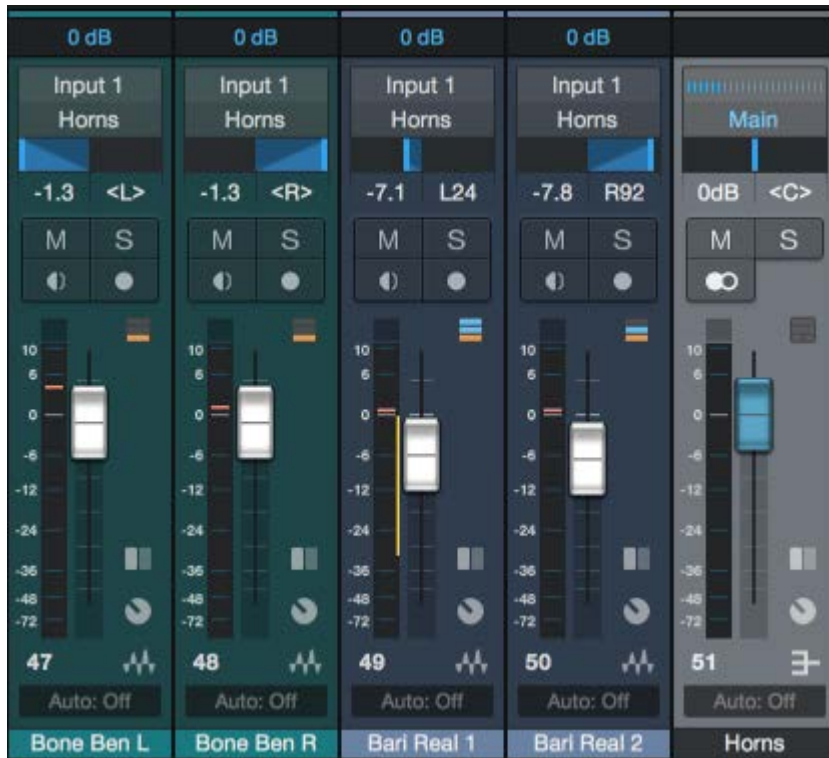 0 dB 0 dB 0 dB 0 dB
Input 1 Input 1 Input 1 Input 1
Horns Horns Horns Horns Main
-1.3 <L> -1.3 <R> -7.1 L24 -7.8 R92 0dB <C>
M S M S M S M S M S
10 10 10 10 10
6 6 6 6 6
0 0 0 0 0
-6 -6 -6 -6 -6
-12 -12 -12 -12 -12
-24 -24 -24 -24 -24
-36 -36 -36 -36 -36
-48 -48 -48 -48 -48
-72 -72 -72 -72 -72
47 48 49 50 51
Auto: Off Auto: Off Auto: Off Auto: Off Auto: Off
Bone Ben L Bone Ben R Bari Real 1 Bari Real 2 Horns